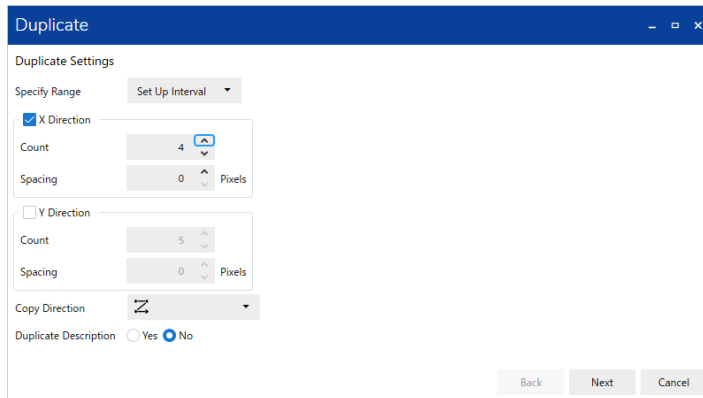 Duplicate
Duplicate Settings
Specify Range Set Up Interval
X Direction
Count 4
Spacing 0 Pixels
Y Direction
Count 5
Spacing 0 Pixels
Copy Direction
Duplicate Description Yes No
Back Next Cancel